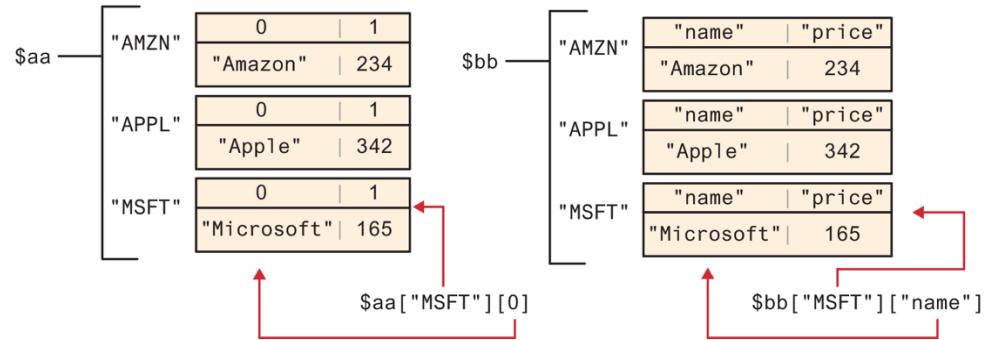 $aa
"AMZN"
0 | 1
"Amazon" | 234
"APPL"
0 | 1
"Apple" | 342
"MSFT"
0 | 1
"Microsoft" | 165
$aa["MSFT"][0]
$bb
"AMZN"
"name" | "price"
"Amazon" | 234
"APPL"
"name" | "price"
"Apple" | 342
"MSFT"
"name" | "price"
"Microsoft" | 165
$bb["MSFT"]["name"]